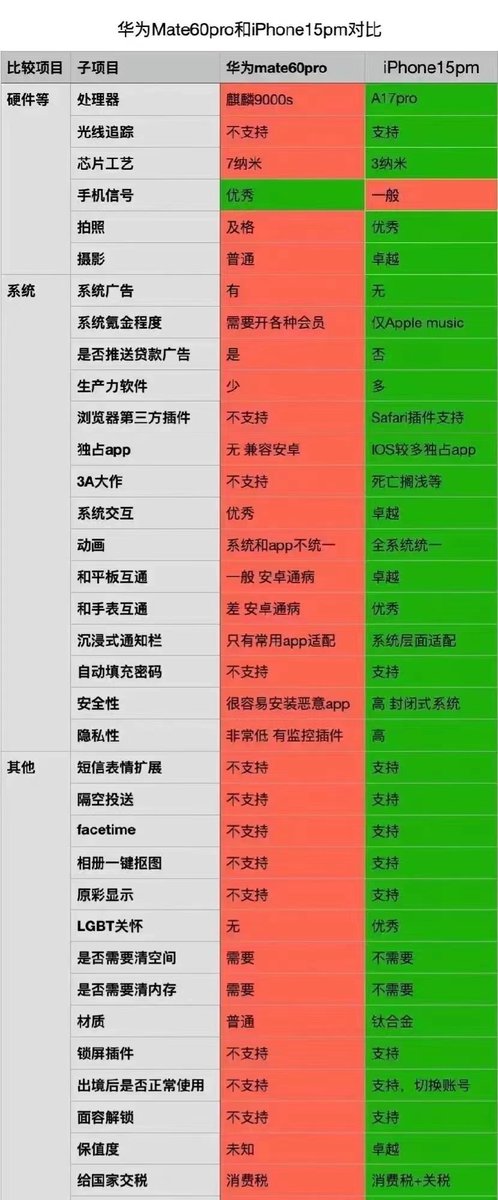 华为Mate60pro和iPhone15pm对比
比较项目 子项目 华为mate60pro iPhone15pm
硬件等 处理器 麒麟9000s A17pro
光线追踪 不支持 支持
芯片工艺 7纳米 3纳米
手机信号 优秀 一般
拍照 及格 优秀
摄影 普通 卓越
系统 系统广告 有 无
系统氪金程度 需要开各种会员 仅Apple music
是否推送贷款广告 是 否
生产力软件 少 多
浏览器第三方插件 不支持 Safari插件支持
独占app 无 兼容安卓 IOS较多独占app
3A大作 不支持 死亡搁浅等
系统交互 优秀 卓越
动画 系统和app不统一 全系统统一
和平板互通 一般 安卓通病 卓越
和手表互通 差 安卓通病 优秀
沉浸式通知栏 只有常用app适配 系统层面适配
自动填充密码 不支持 支持
安全性 很容易安装恶意app 高 封闭式系统
隐私性 非常低 有监控插件 高
其他 短信表情扩展 不支持 支持
隔空投送 不支持 支持
facetime 不支持 支持
相册一键抠图 不支持 支持
原彩显示 不支持 支持
LGBT关怀 无 优秀
是否需要清空间 需要 不需要
是否需要清内存 需要 不需要
材质 普通 钛合金
锁屏插件 不支持 支持
出境后是否正常使用 不支持 支持，切换账号
面容解锁 不支持 支持
保值度 未知 卓越
给国家交税 消费税 消费税+关税